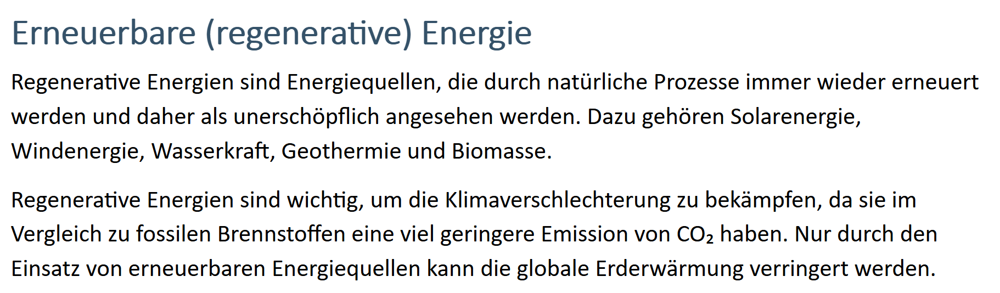 Erneuerbare (regenerative) Energie
Regenerative Energien sind Energiequellen, die durch natürliche Prozesse immer wieder erneuert
werden und daher als unerschöpflich angesehen werden. Dazu gehören Solarenergie,
Windenergie, Wasserkraft, Geothermie und Biomasse.
Regenerative Energien sind wichtig, um die Klimaverschlechterung zu bekämpfen, da sie im
Vergleich zu fossilen Brennstoffen eine viel geringere Emission von CO₂ haben. Nur durch den
Einsatz von erneuerbaren Energiequellen kann die globale Erderwärmung verringert werden.